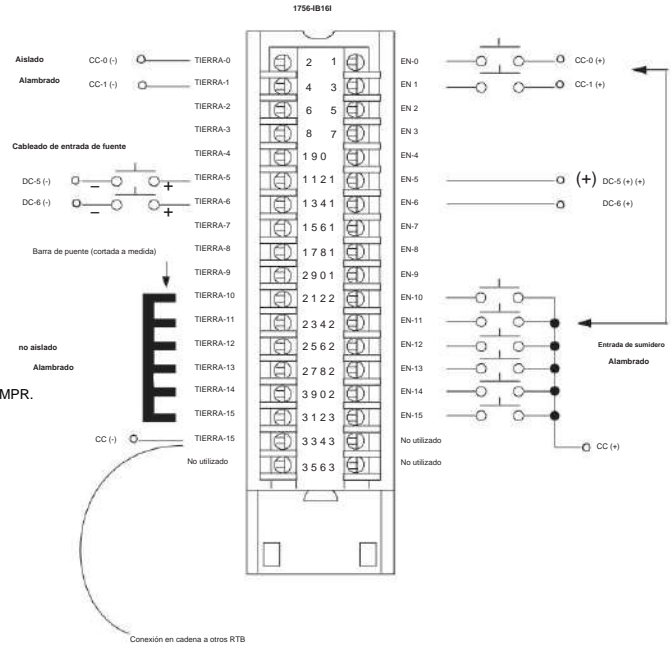 1756-IB16I
Aislado
Alambrado
CC-0 (-)
CC-1 (-)
TIERRA-0 2 1 EN-0 CC-0 (+)
TIERRA-1 4 3 EN 1 CC-1 (+)
TIERRA-2 6 5 EN 2
TIERRA-3 8 7 EN 3
Cableado de entrada de fuente
TIERRA-4 1 9 0 EN-4
DC-5 (-) – + TIERRA-5 1 1 2 1 EN-5 (+) DC-5 (+) (+)
DC-6 (-) – + TIERRA-6 1 3 4 1 EN-6 DC-6 (+)
TIERRA-7 1 5 6 1 EN-7
Barra de puente (cortada a medida)
TIERRA-8 1 7 8 1 EN-8
TIERRA-9 2 9 0 1 EN-9
TIERRA-10 2 1 2 2 EN-10
TIERRA-11 2 3 4 2 EN-11
no aislado
Alambrado
TIERRA-12 2 5 6 2 EN-12
Entrada de sumidero
Alambrado
TIERRA-13 2 7 8 2 EN-13
MPR.
TIERRA-14 3 9 0 2 EN-14
TIERRA-15 3 1 2 3 EN-15
CC (-) TIERRA-15 3 3 4 3 No utilizado CC (+)
No utilizado 3 5 6 3 No utilizado
Conexión en cadena a otros RTB